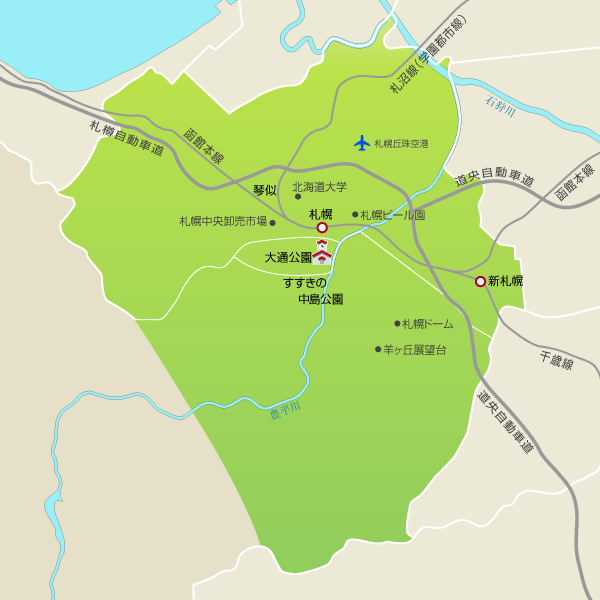 札沼線(学園都市線)
石狩川
札樽自動車道
函館本線
札幌丘珠空港
道央自動車道
函館本線
琴似
北海道大学
札幌中央卸売市場
札幌
札幌ビール園
大通公園
すすきの
中島公園
新札幌
札幌ドーム
羊ヶ丘展望台
千歳線
道央自動車道
豊平川